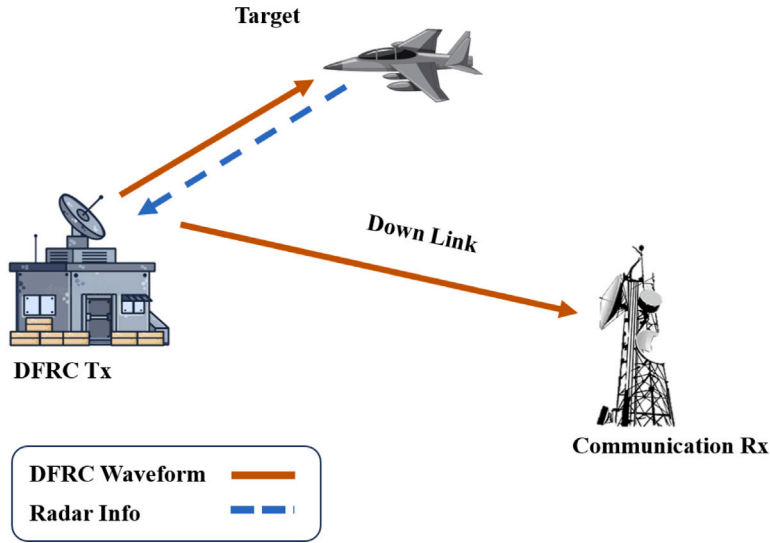 Target
Down Link
DFRC Tx
Communication Rx
DFRC Waveform
Radar Info